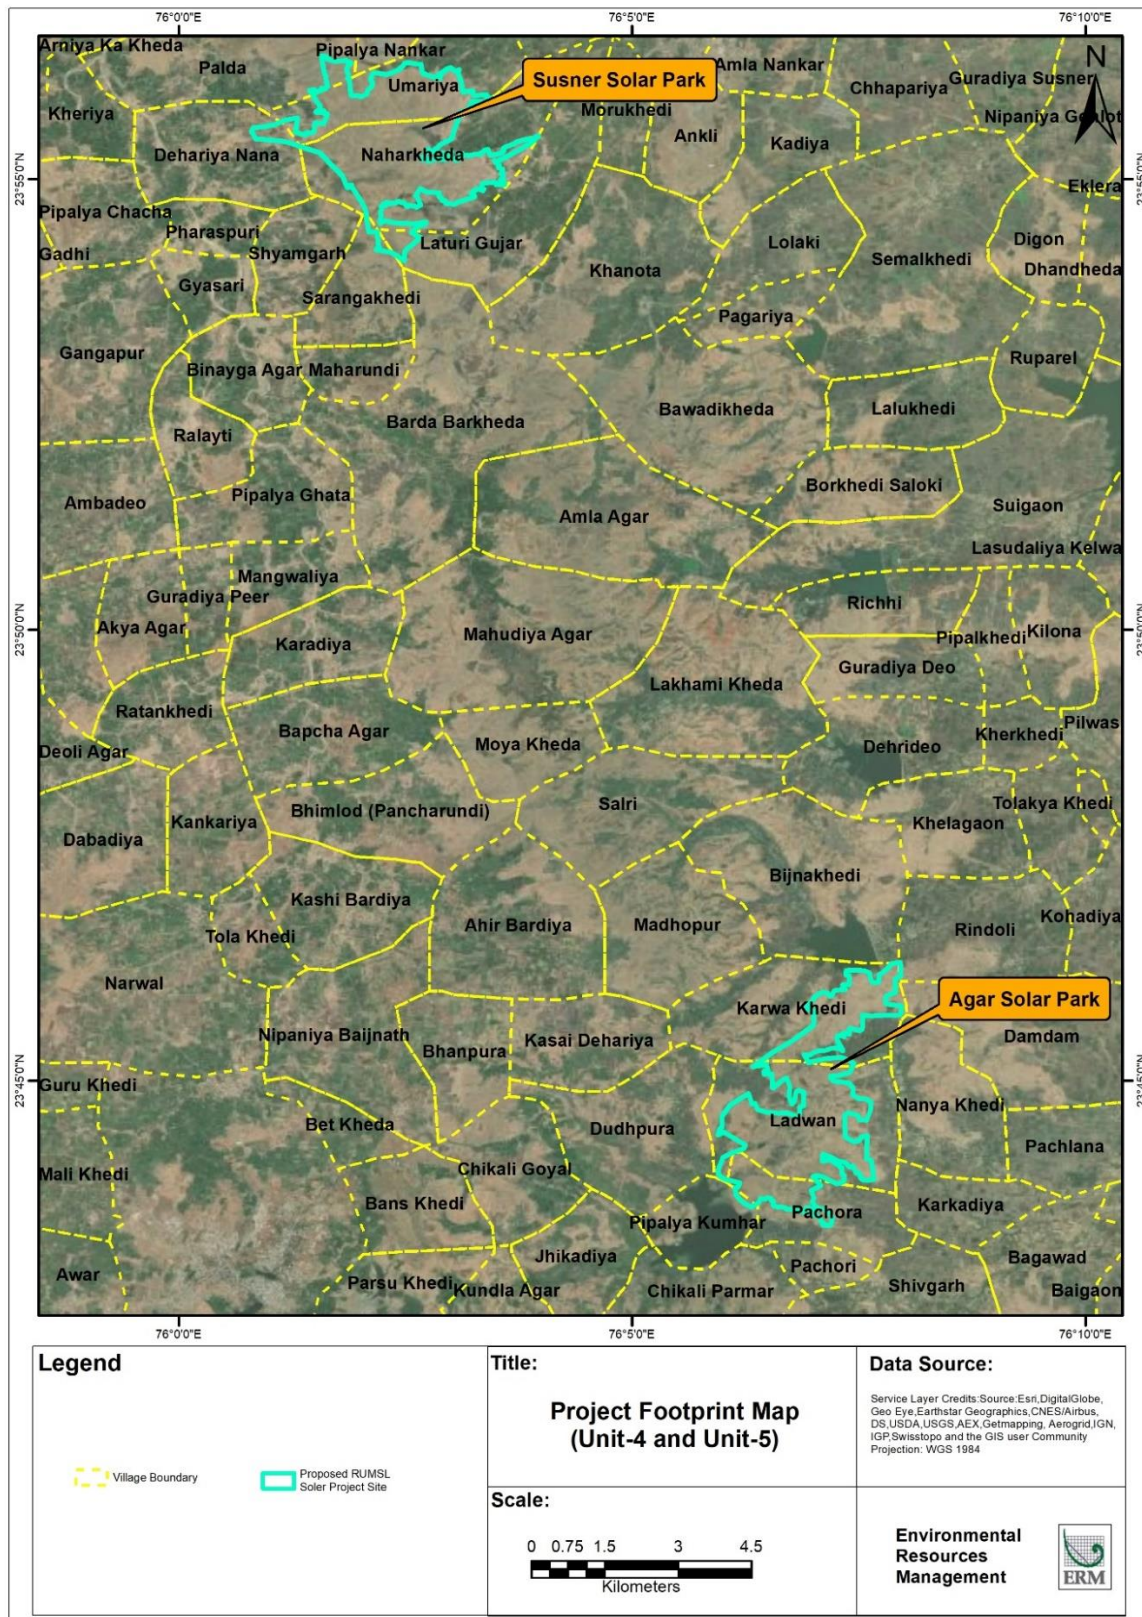 76°0'0"E
76°5'0"E
76°10'0"E
Arniya Ka Kheda
Pipalya Nankar
Palda
Amla Nankar
N
Umariya
Susner Solar Park
Guradiya Susner
Chhapariya
Kheriya
Morukhedi
Nipaniya Gehlot
Ankli
Kadiya
Dehariya Nana
Naharkheda
23°55'0"N
23°55'0"N
Eklera
Pipalya Chacha
Pharaspuri
Gadhi
Shyamgarh
Laturi Gujar
Lolaki
Digon
Semalkhedi
Khanota
Dhandheda
Gyasari
Sarangakhedi
Pagariya
Gangapur
Ruparel
Binayga Agar
Maharundi
Barda Barkheda
Bawadikheda
Lalukhedi
Ralayti
Ambadeo
Pipalya Ghata
Borkhedi Saloki
Suigaon
Amla Agar
Lasudaliya Kelwa
Mangwaliya
Guradiya Peer
Richhi
Akya Agar
Karadiya
Mahudiya Agar
Pipalkhedi
Kilona
23°50'0"N
23°50'0"N
Guradiya Deo
Lakhami Kheda
Ratankhedi
Bapcha Agar
Moya Kheda
Dehrideo
Kherkhedi
Pilwas
Deoli Agar
Salri
Tolakya Khedi
Bhimlod (Pancharundi)
Kankariya
Khelagaon
Dabadiya
Bijnakhedi
Kashi Bardiya
Ahir Bardiya
Madhopur
Kohadiya
Rindoli
Tola Khedi
Narwal
Karwa Khedi
Agar Solar Park
Nipaniya Baijnath
Kasai Dehariya
Damdam
Bhanpura
Guru Khedi
23°45'0"N
23°45'0"N
Nanya Khedi
Bet Kheda
Dudhpura
Ladwan
Pachlana
Mali Khedi
Chikali Goyal
Bans Khedi
Pipalya Kumhar
Pachora
Karkadiya
Jhikadiya
Pachori
Bagawad
Awar
Parsu Khedi
Kundla Agar
Chikali Parmar
Shivgarh
Baigaon
76°0'0"E
76°5'0"E
76°10'0"E
Legend
Village Boundary
Proposed RUMSL
Soler Project Site
Title:
Project Footprint Map
(Unit-4 and Unit-5)
Scale:
0 0.75 1.5 3 4.5
Kilometers
Data Source:
Service Layer Credits:Source:Esri,DigitalGlobe,
Geo Eye,Earthstar Geographics,CNES/Airbus,
DS,USDA,USGS,AEX,Getmapping, Aerogrid,IGN,
IGP,Swisstopo and the GIS user Community
Projection: WGS 1984
Environmental
Resources
Management
ERM